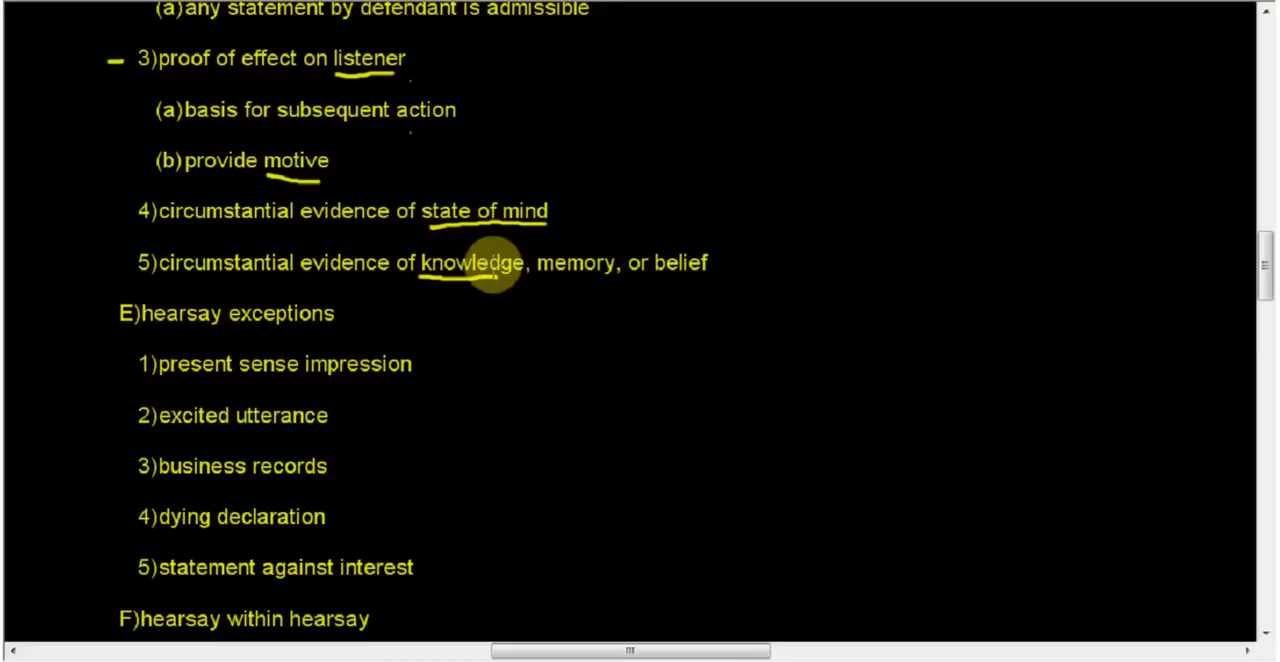 (a)any statement by defendant is admissible
3)proof of effect on listener
(a)basis for subsequent action
(b)provide motive
4)circumstantial evidence of state of mind
5)circumstantial evidence of knowledge, memory, or belief
E)hearsay exceptions
1)present sense impression
2)excited utterance
3)business records
4)dying declaration
5)statement against interest
F)hearsay within hearsay